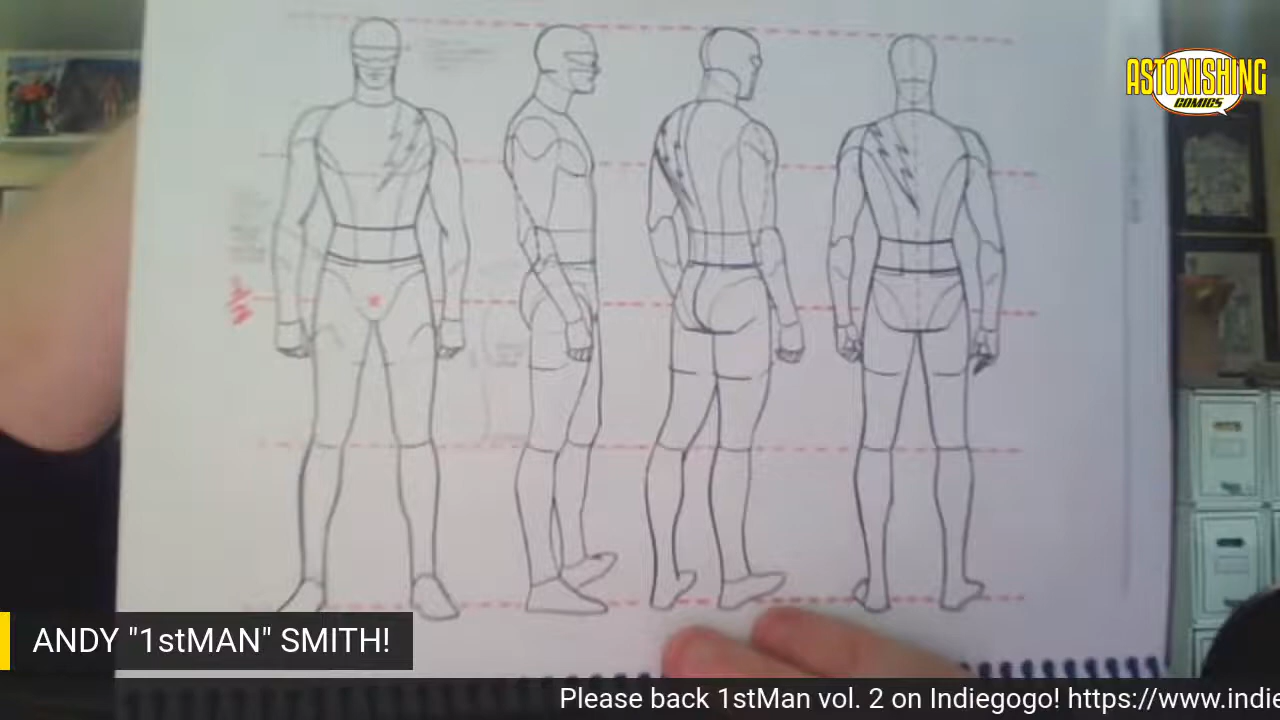 ASTONISHING
COMICS
ANDY "1stMAN" SMITH!
Please back 1stMan vol. 2 on Indiegogo! https://www.indie